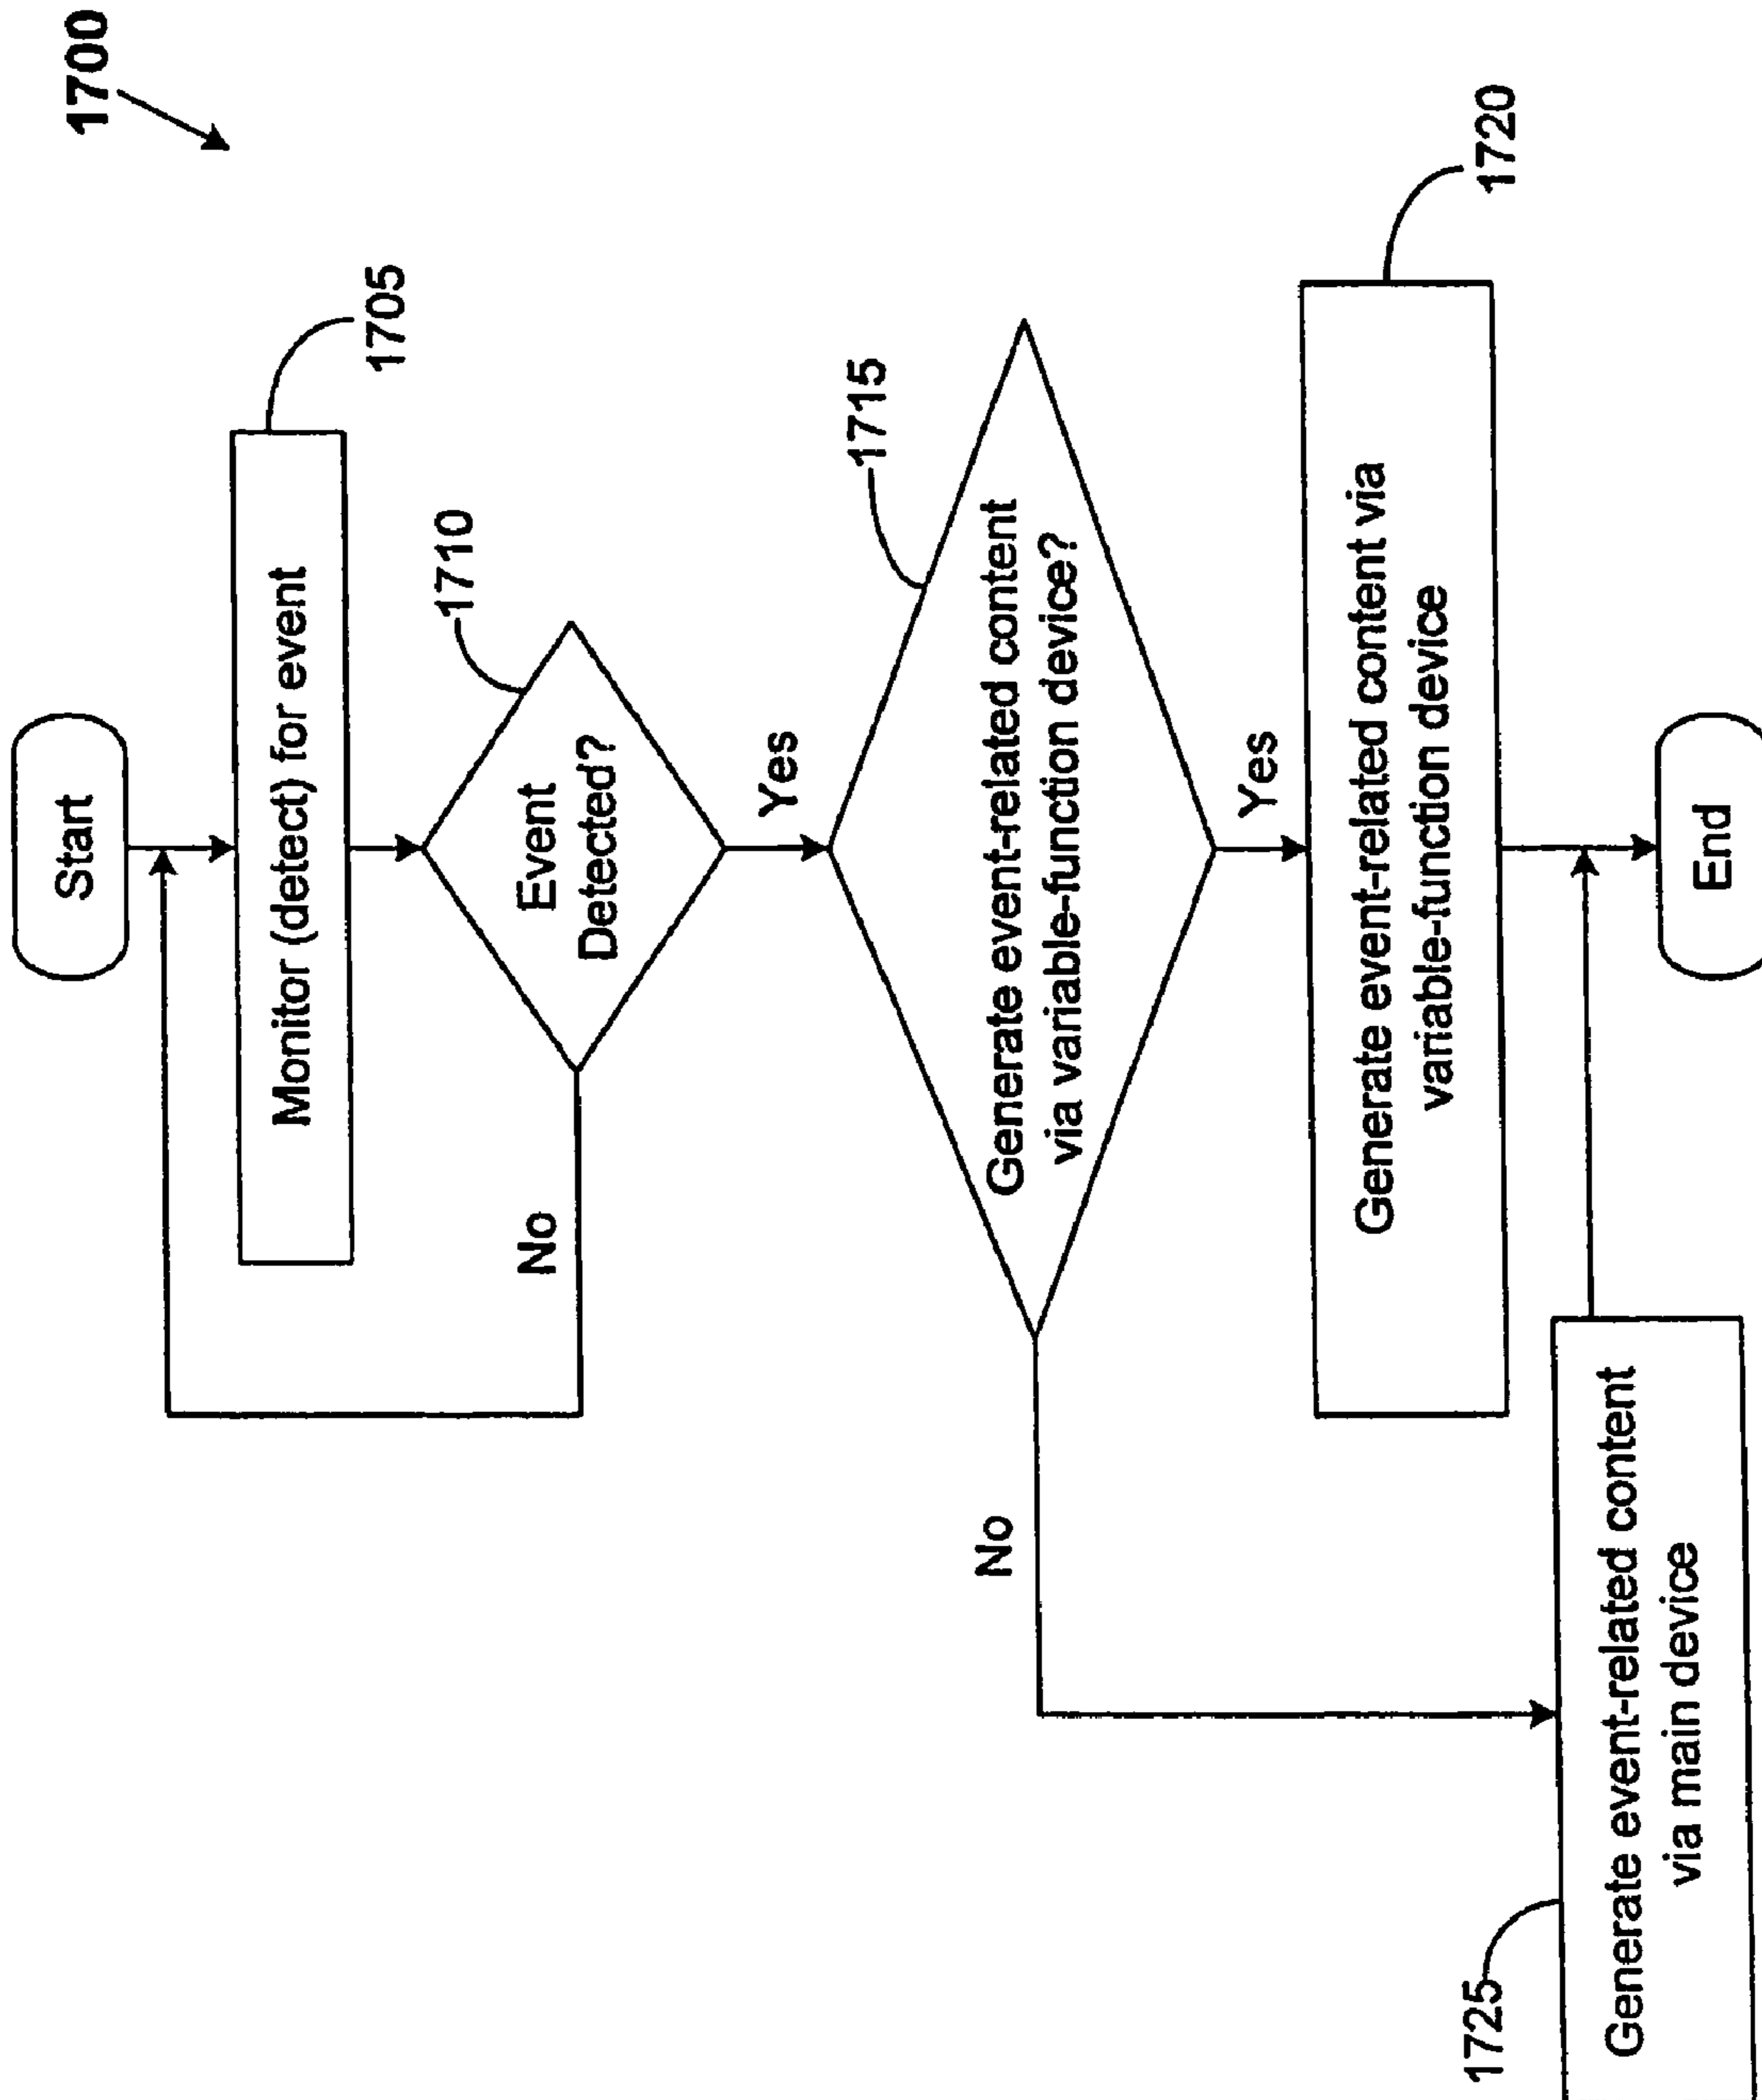 1700
Start
Monitor (detect) for event
1705
Event
Detected?
1710
No
Yes
Generate event-related content
via variable-function device?
1715
No
Yes
Generate event-related content via
variable-function device
1720
1725
Generate event-related content
via main device
End